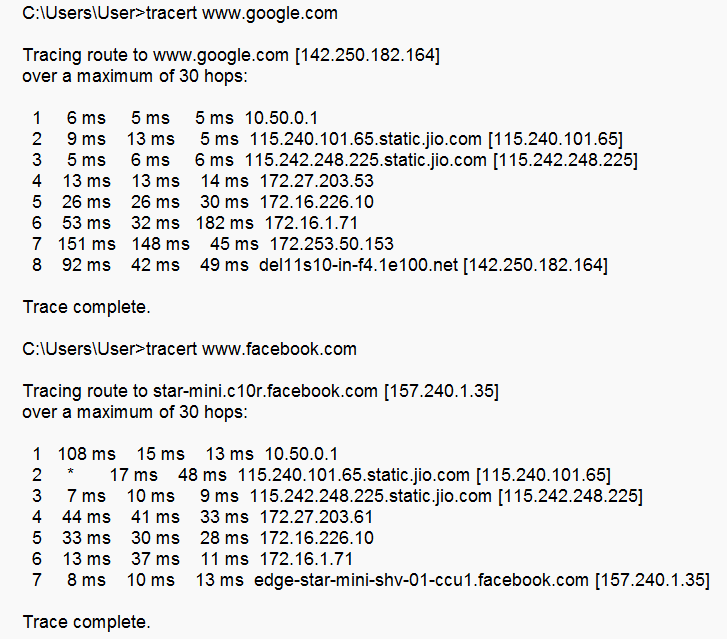 C:\Users\User>tracert www.google.com
Tracing route to www.google.com [142.250.182.164]
over a maximum of 30 hops:
1 6 ms 5 ms 5 ms 10.50.0.1
2 9 ms 13 ms 5 ms 115.240.101.65.static.jio.com [115.240.101.65]
3 5 ms 6 ms 6 ms 115.242.248.225.static.jio.com [115.242.248.225]
4 13 ms 13 ms 14 ms 172.27.203.53
5 26 ms 26 ms 30 ms 172.16.226.10
6 53 ms 32 ms 182 ms 172.16.1.71
7 151 ms 148 ms 45 ms 172.253.50.153
8 92 ms 42 ms 49 ms del11s10-in-f4.1e100.net [142.250.182.164]
Trace complete.
C:\Users\User>tracert www.facebook.com
Tracing route to star-mini.c10r.facebook.com [157.240.1.35]
over a maximum of 30 hops:
1 108 ms 15 ms 13 ms 10.50.0.1
2 * 17 ms 48 ms 115.240.101.65.static.jio.com [115.240.101.65]
3 7 ms 10 ms 9 ms 115.242.248.225.static.jio.com [115.242.248.225]
4 44 ms 41 ms 33 ms 172.27.203.61
5 33 ms 30 ms 28 ms 172.16.226.10
6 13 ms 37 ms 11 ms 172.16.1.71
7 8 ms 10 ms 13 ms edge-star-mini-shv-01-ccu1.facebook.com [157.240.1.35]
Trace complete.